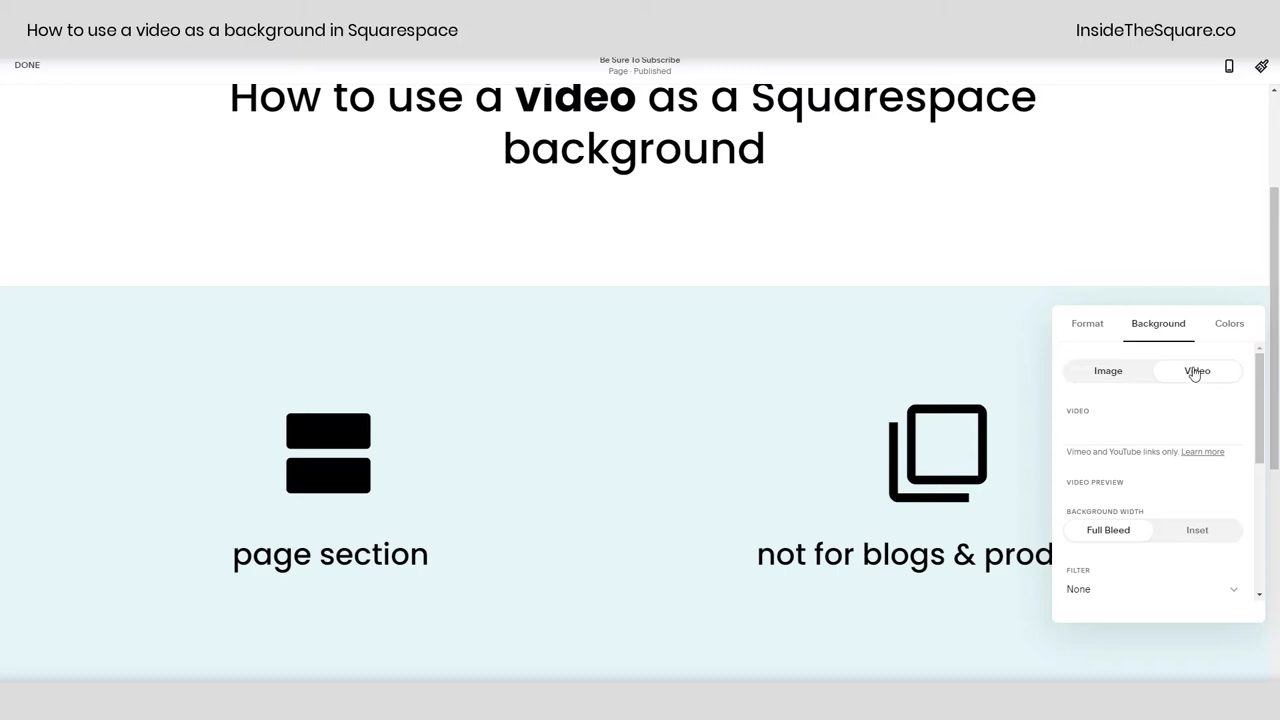 How to use a video as a background in Squarespace
InsideTheSquare.co
DONE
Be Sure To Subscribe
Page · Published
How to use a video as a Squarespace
background
Format
Background
Colors
Image
Video
VIDEO
Vimeo and YouTube links only. Learn more
VIDEO PREVIEW
BACKGROUND WIDTH
Full Bleed
Inset
FILTER
None
page section
not for blogs & prod